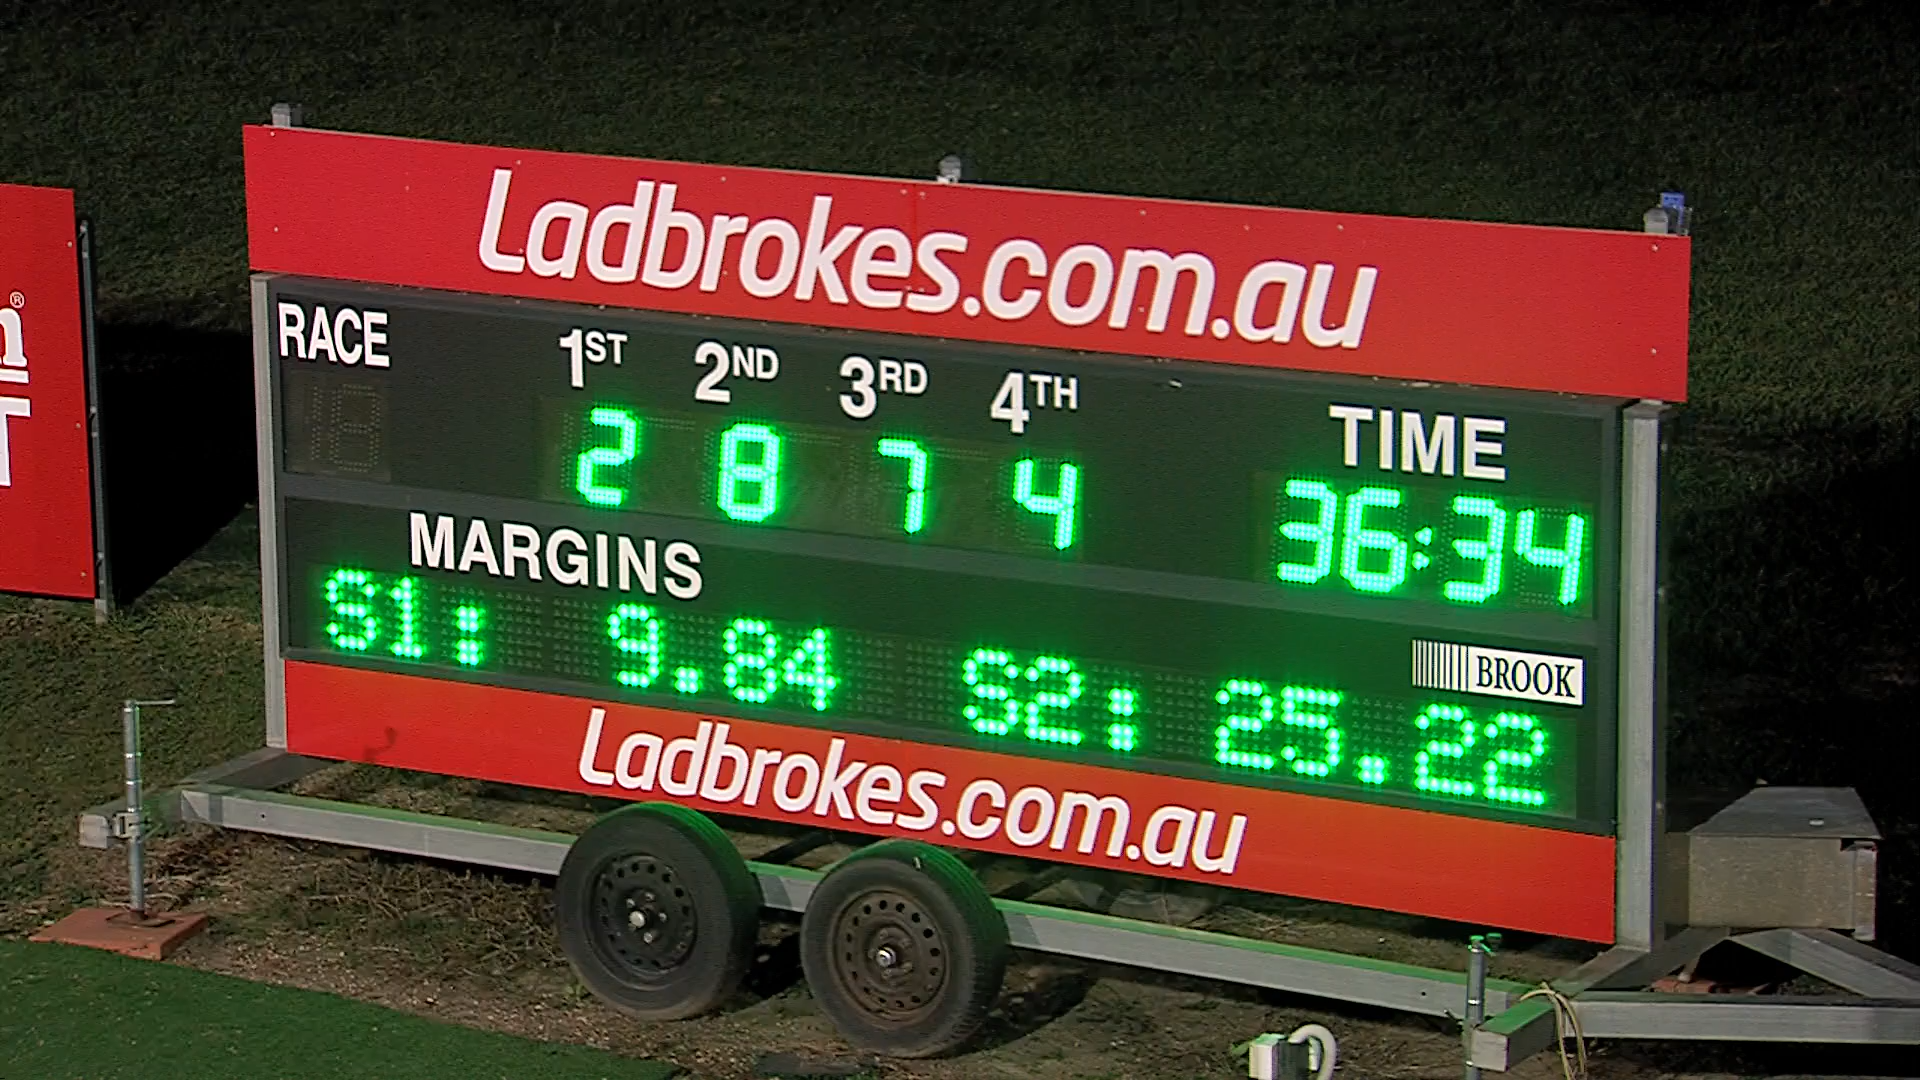 Ladbrokes.com.au
n®
T
RACE 1ST 2ND 3RD 4TH TIME
2 8 7 4 36:34
MARGINS
BROOK
S1: 9.84 S2: 25.22
Ladbrokes.com.au